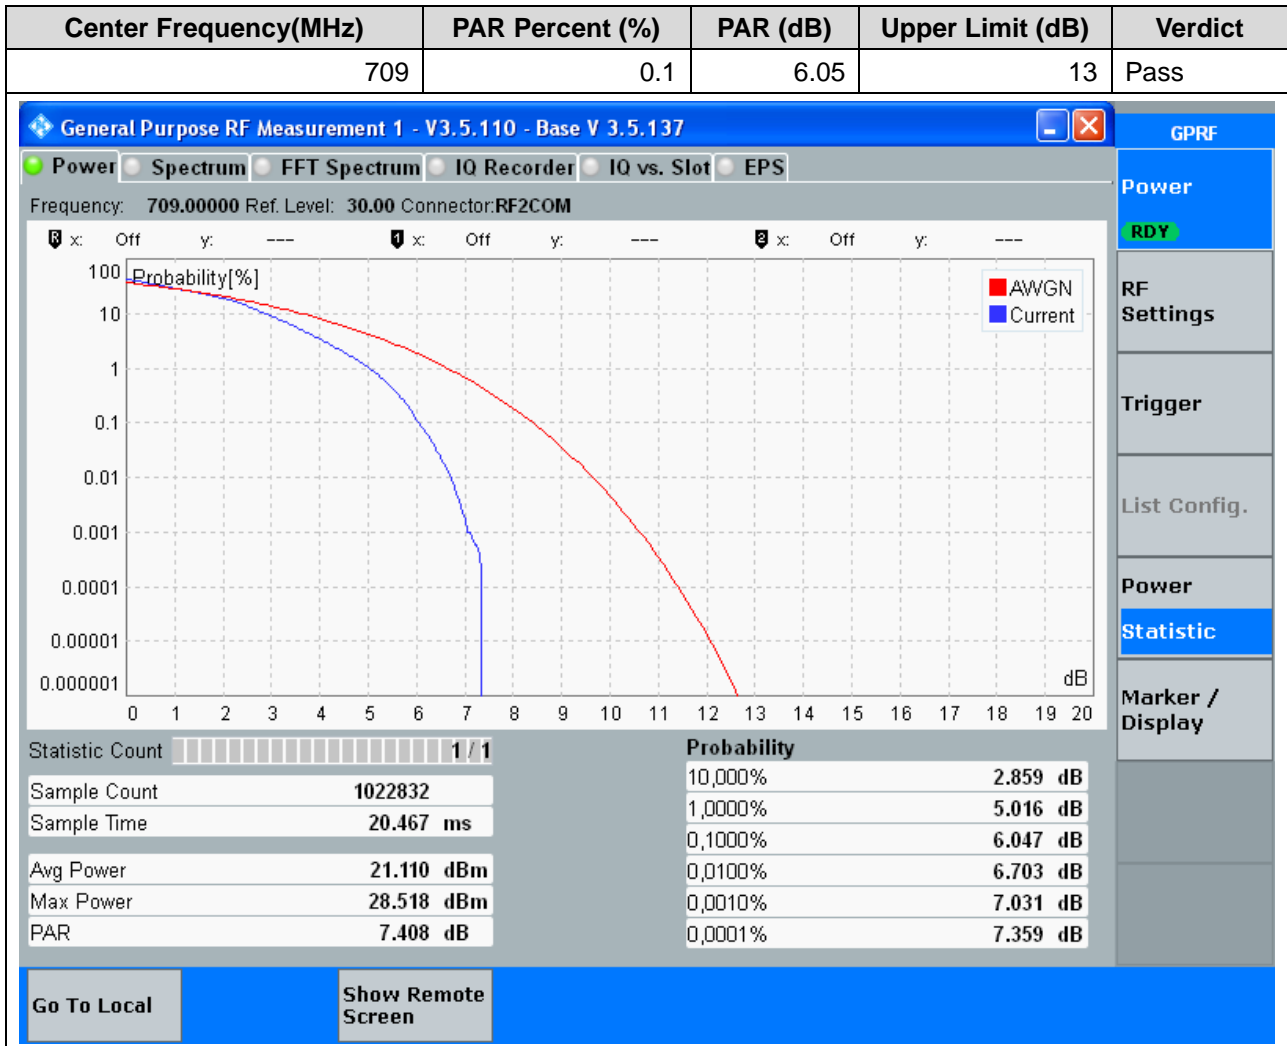 Center Frequency(MHz) PAR Percent (%) PAR (dB) Upper Limit (dB) Verdict
709 0.1 6.05 13 Pass
General Purpose RF Measurement 1 - V3.5.110 - Base V 3.5.137
GPRF
Power Spectrum FFT Spectrum IQ Recorder IQ vs. Slot EPS
Frequency: 709.00000 Ref. Level: 30.00 Connector:RF2COM
R x: Off y: --- 1 x: Off y: --- 2 x: Off y: ---
Probability[%]
AWGN
Current
100
10
1
0.1
0.01
0.001
0.0001
0.00001
0.000001
dB
0 1 2 3 4 5 6 7 8 9 10 11 12 13 14 15 16 17 18 19 20
Statistic Count 1 / 1
Sample Count 1022832
Sample Time 20.467 ms
Avg Power 21.110 dBm
Max Power 28.518 dBm
PAR 7.408 dB
Probability
10,000% 2.859 dB
1,0000% 5.016 dB
0,1000% 6.047 dB
0,0100% 6.703 dB
0,0010% 7.031 dB
0,0001% 7.359 dB
Power
RDY
RF
Settings
Trigger
List Config.
Power
Statistic
Marker /
Display
Go To Local
Show Remote
Screen